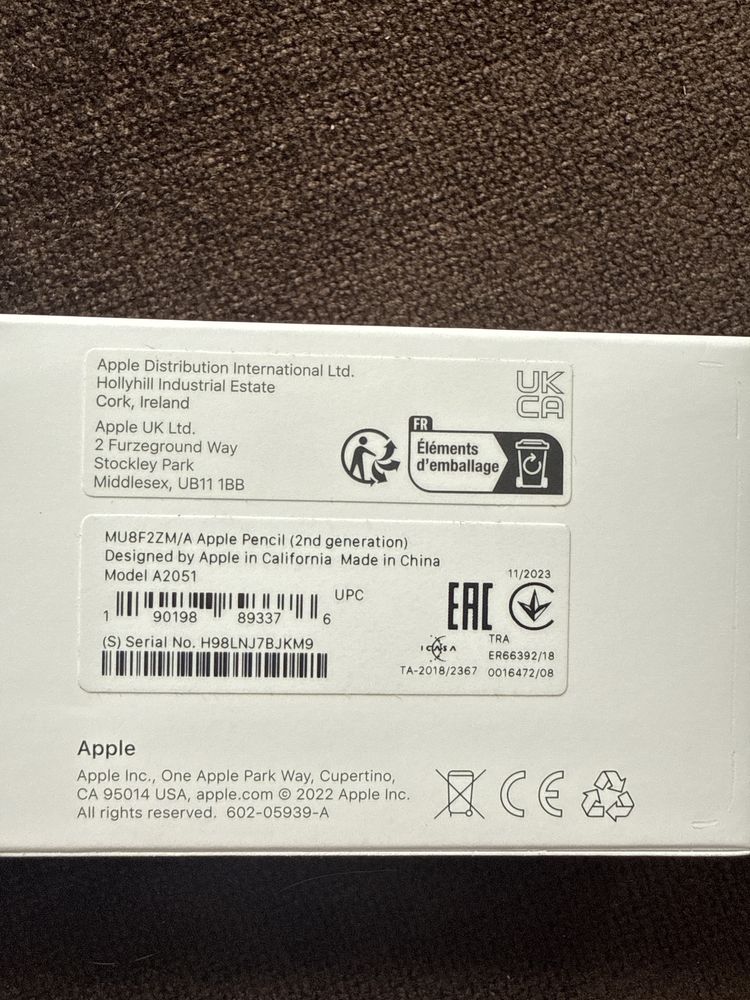 Apple Distribution International Ltd.
Hollyhill Industrial Estate
Cork, Ireland
Apple UK Ltd.
2 Furzeground Way
Stockley Park
Middlesex, UB11 1BB
UK
CA
FR
Éléments
d'emballage
MU8F2ZM/A Apple Pencil (2nd generation)
Designed by Apple in California Made in China
Model A2051
UPC
1 90198 89337 6
(S) Serial No. H98LNJ7BJKM9
11/2023
EAC
ICASA
TA-2018/2367
TRA
ER66392/18
0016472/08
Apple
Apple Inc., One Apple Park Way, Cupertino,
CA 95014 USA, apple.com © 2022 Apple Inc.
All rights reserved. 602-05939-A
CE